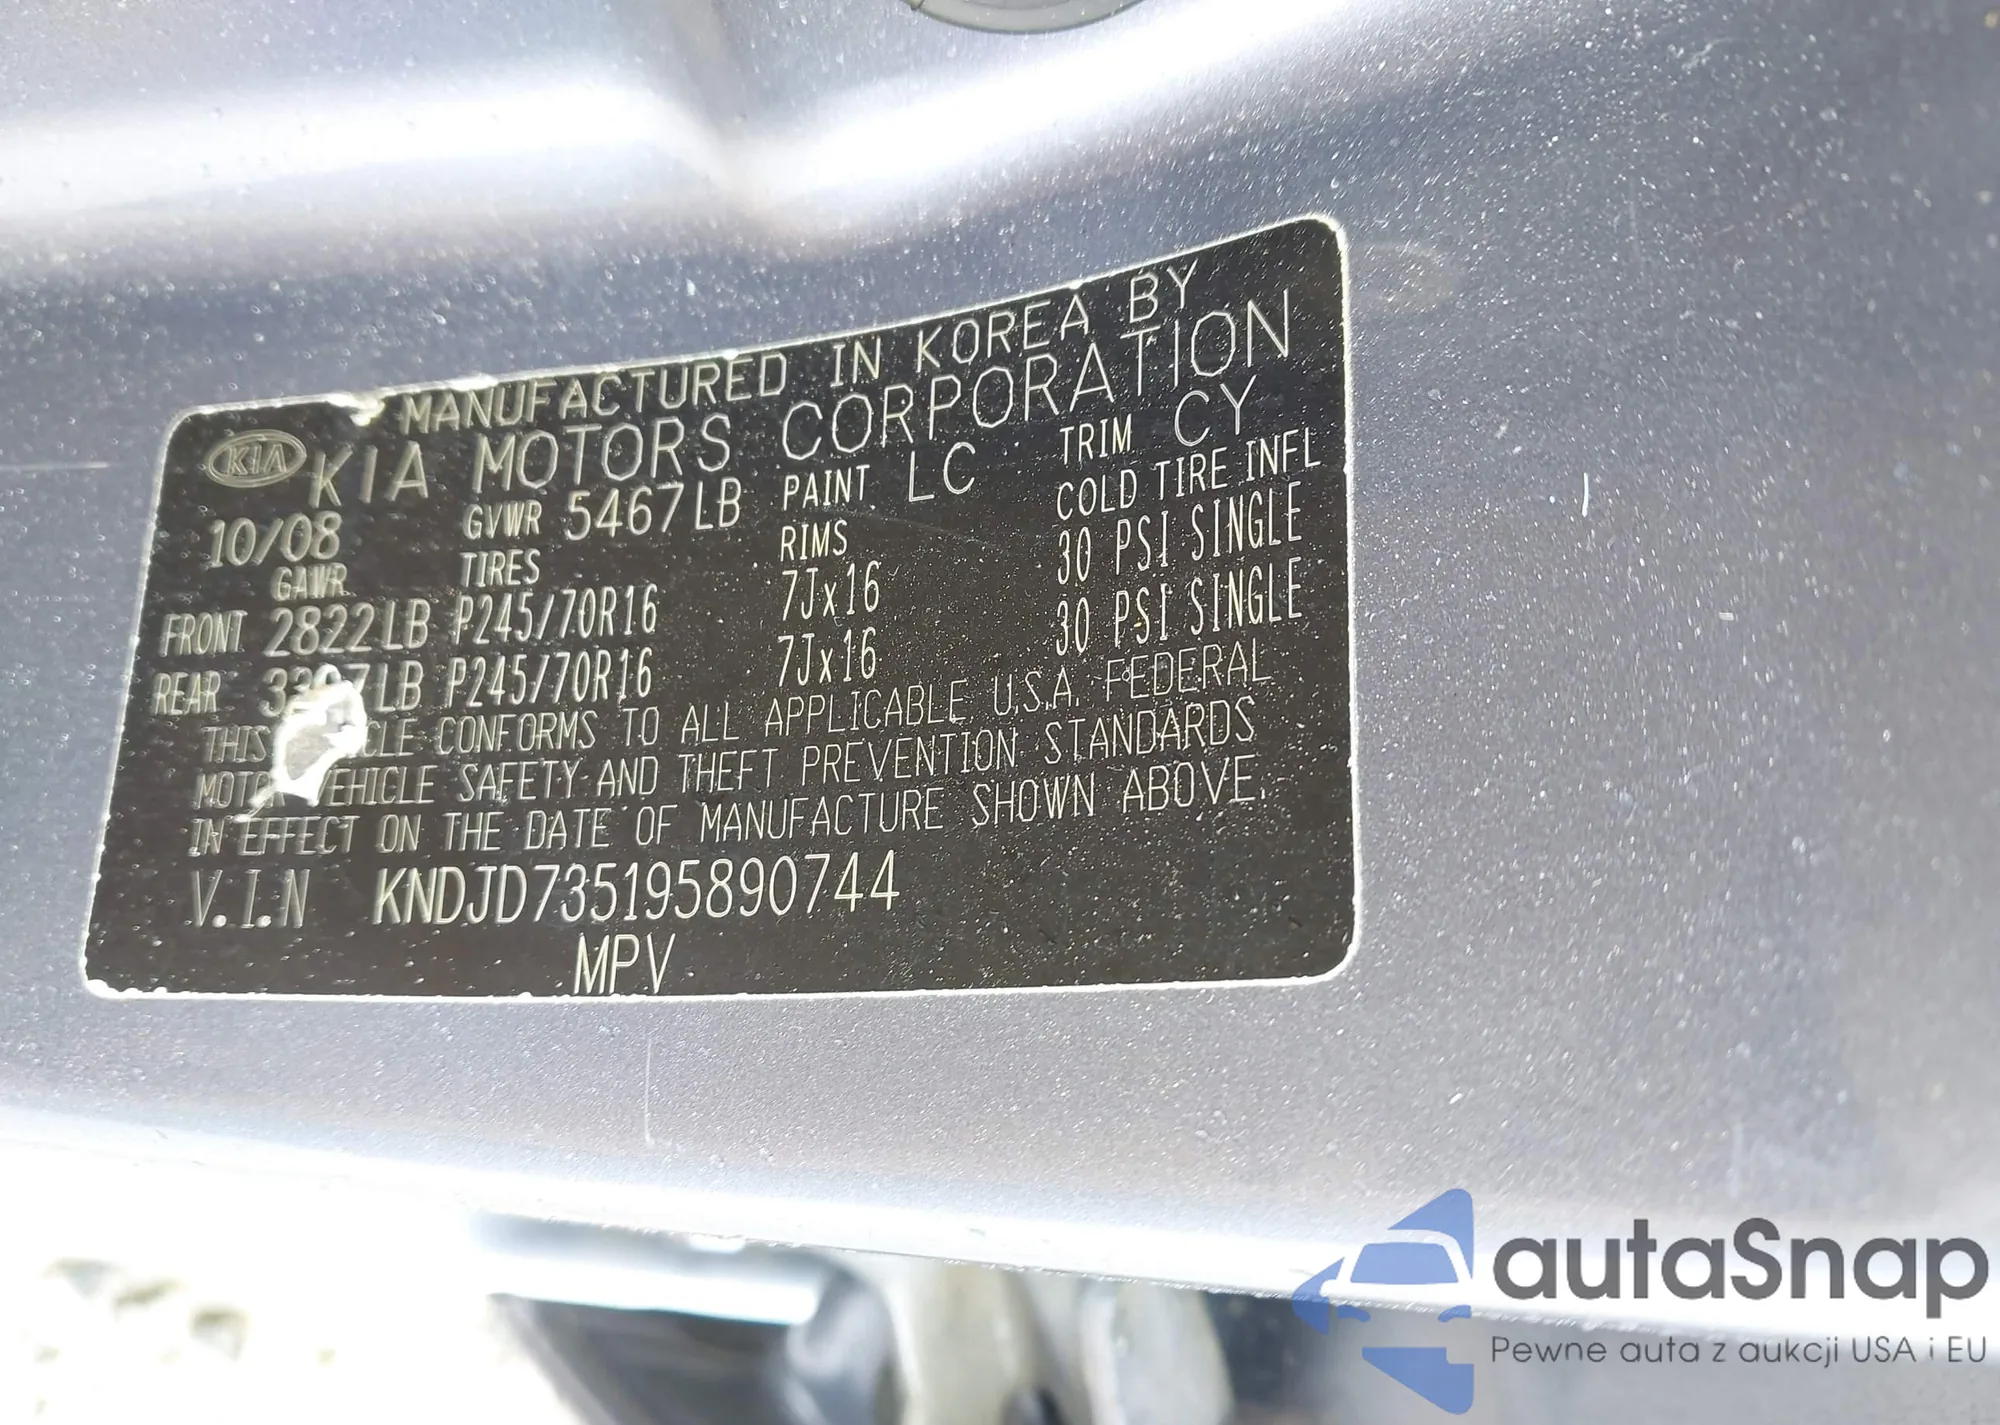 MANUFACTURED IN KOREA BY
KIA KIA MOTORS CORPORATION
10/08 GVWR 5467LB PAINT LC TRIM CY
GAWR TIRES RIMS COLD TIRE INFL
FRONT 2822LB P245/70R16 7Jx16 30 PSI SINGLE
REAR LB P245/70R16 7Jx16 30 PSI SINGLE
THIS CONFORMS TO ALL APPLICABLE U.S.A. FEDERAL
MOTOR VEHICLE SAFETY AND THEFT PREVENTION STANDARDS
IN EFFECT ON THE DATE OF MANUFACTURE SHOWN ABOVE.
V.I.N KNDJD735195890744
MPV
autaSnap
Pewne auta z aukcji USA i EU